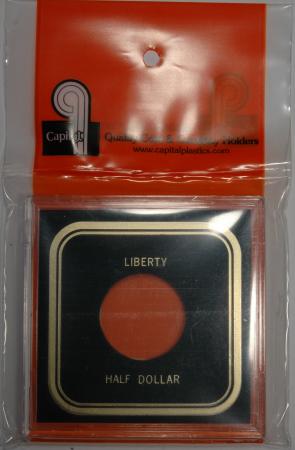 Capital
Quality Coin & Currency Holders
www.capitalplastics.com
LIBERTY
HALF DOLLAR